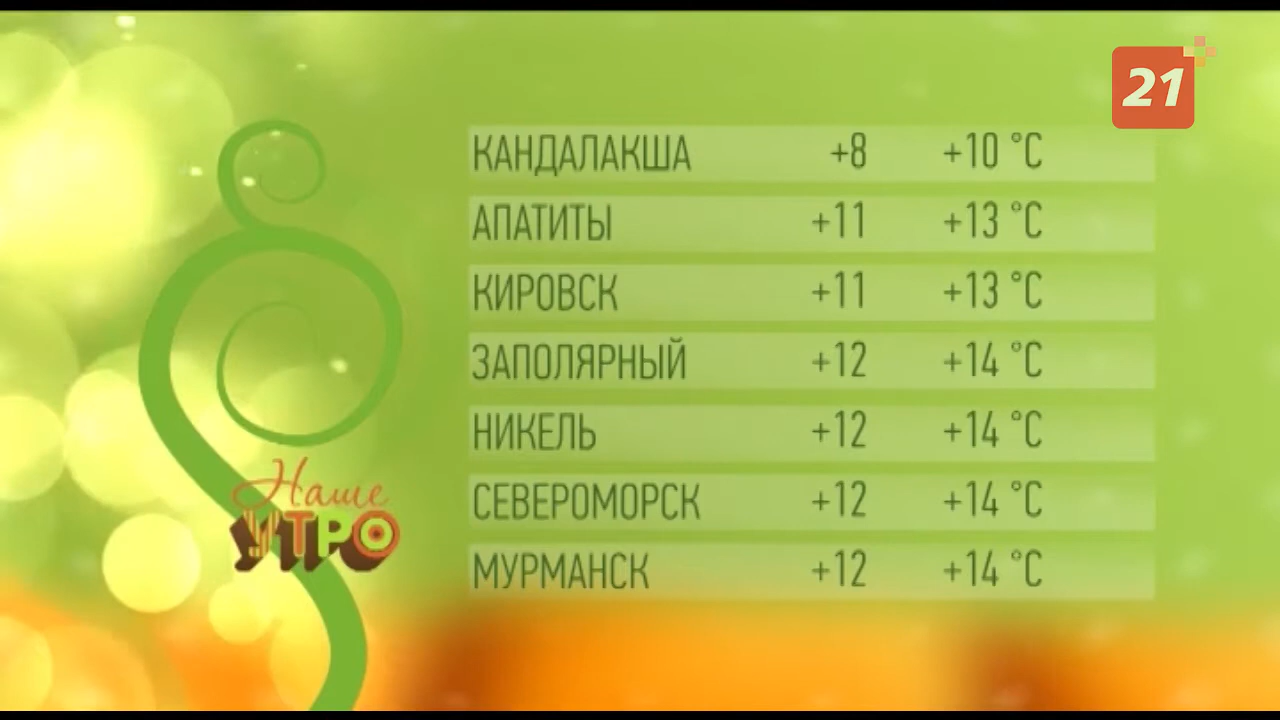 21
КАНДАЛАКША +8 +10 °C
АПАТИТЫ +11 +13 °C
КИРОВСК +11 +13 °C
ЗАПОЛЯРНЫЙ +12 +14 °C
НИКЕЛЬ +12 +14 °C
СЕВЕРОМОРСК +12 +14 °C
МУРМАНСК +12 +14 °C
Наше
УТРО